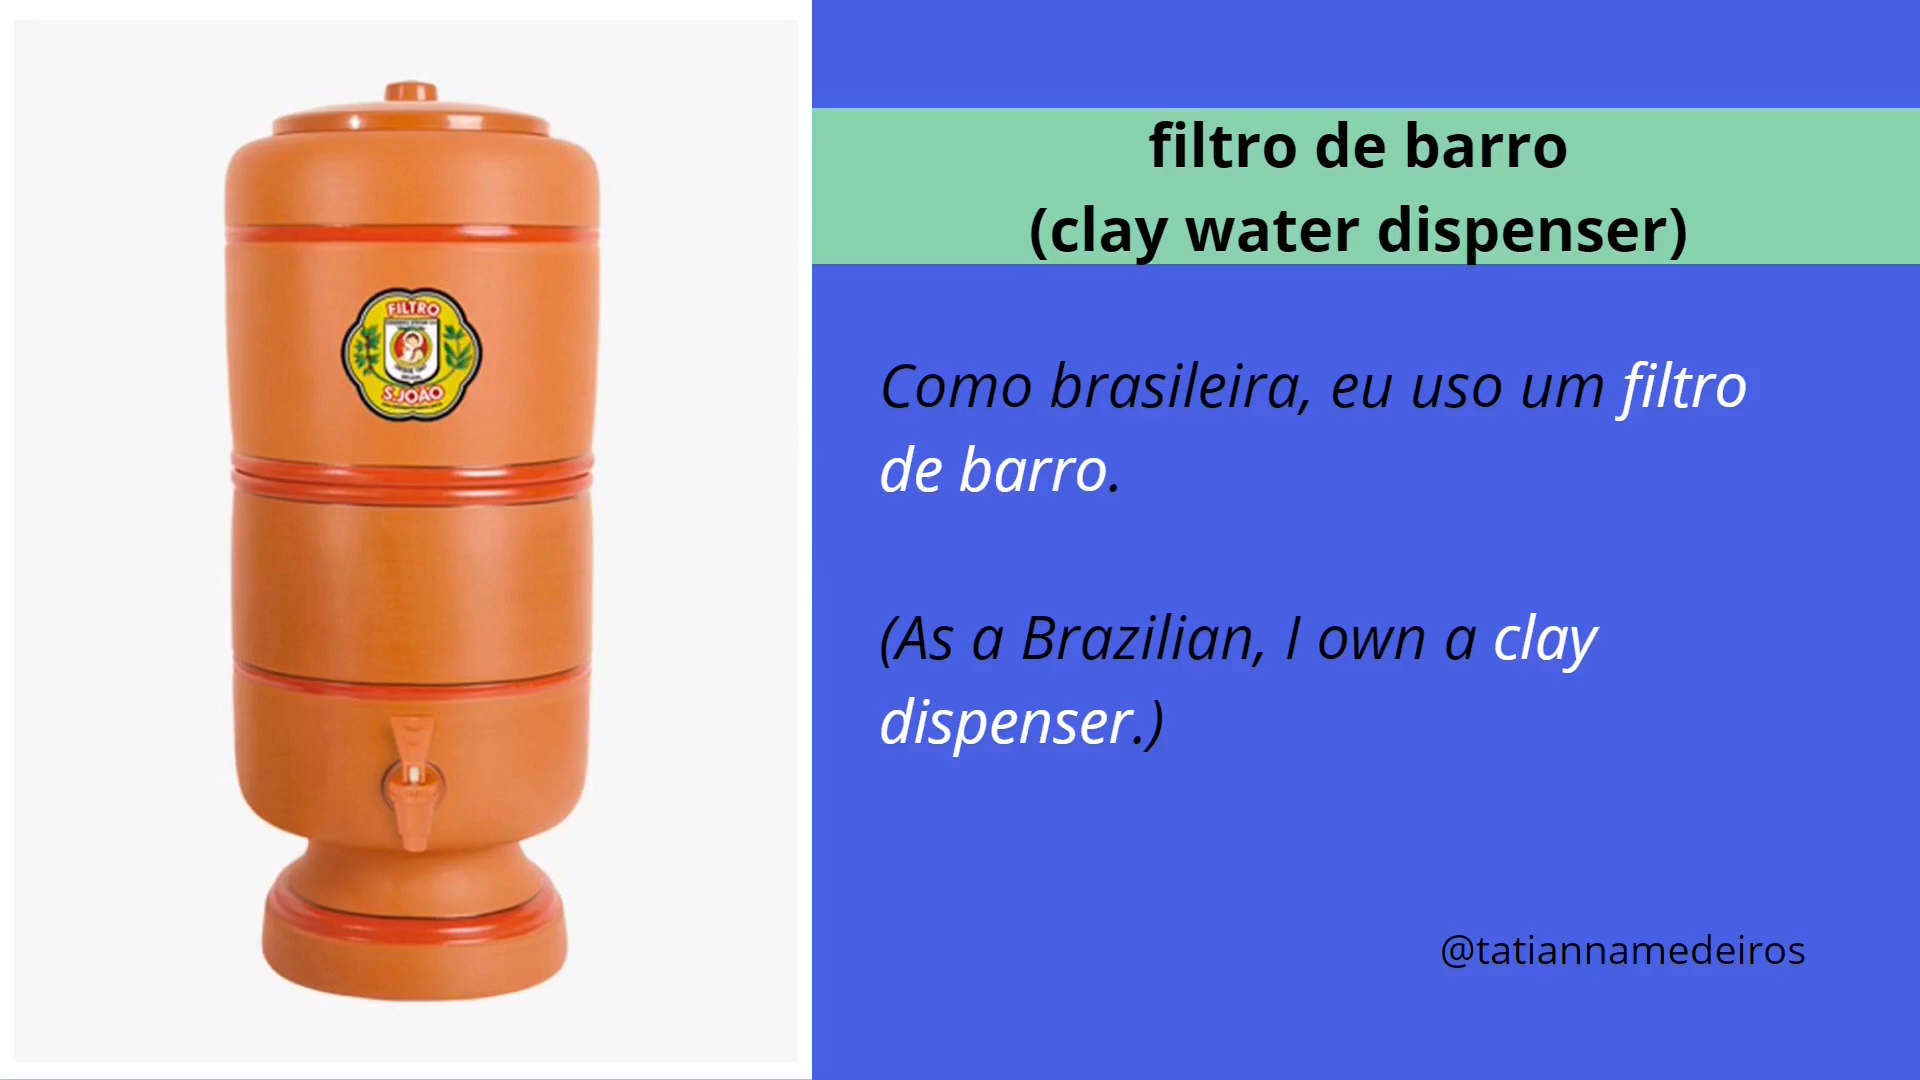 FILTRO
S.JOÃO
filtro de barro
(clay water dispenser)
Como brasileira, eu uso um filtro
de barro.
(As a Brazilian, I own a clay
dispenser.)
@tatiannamedeiros